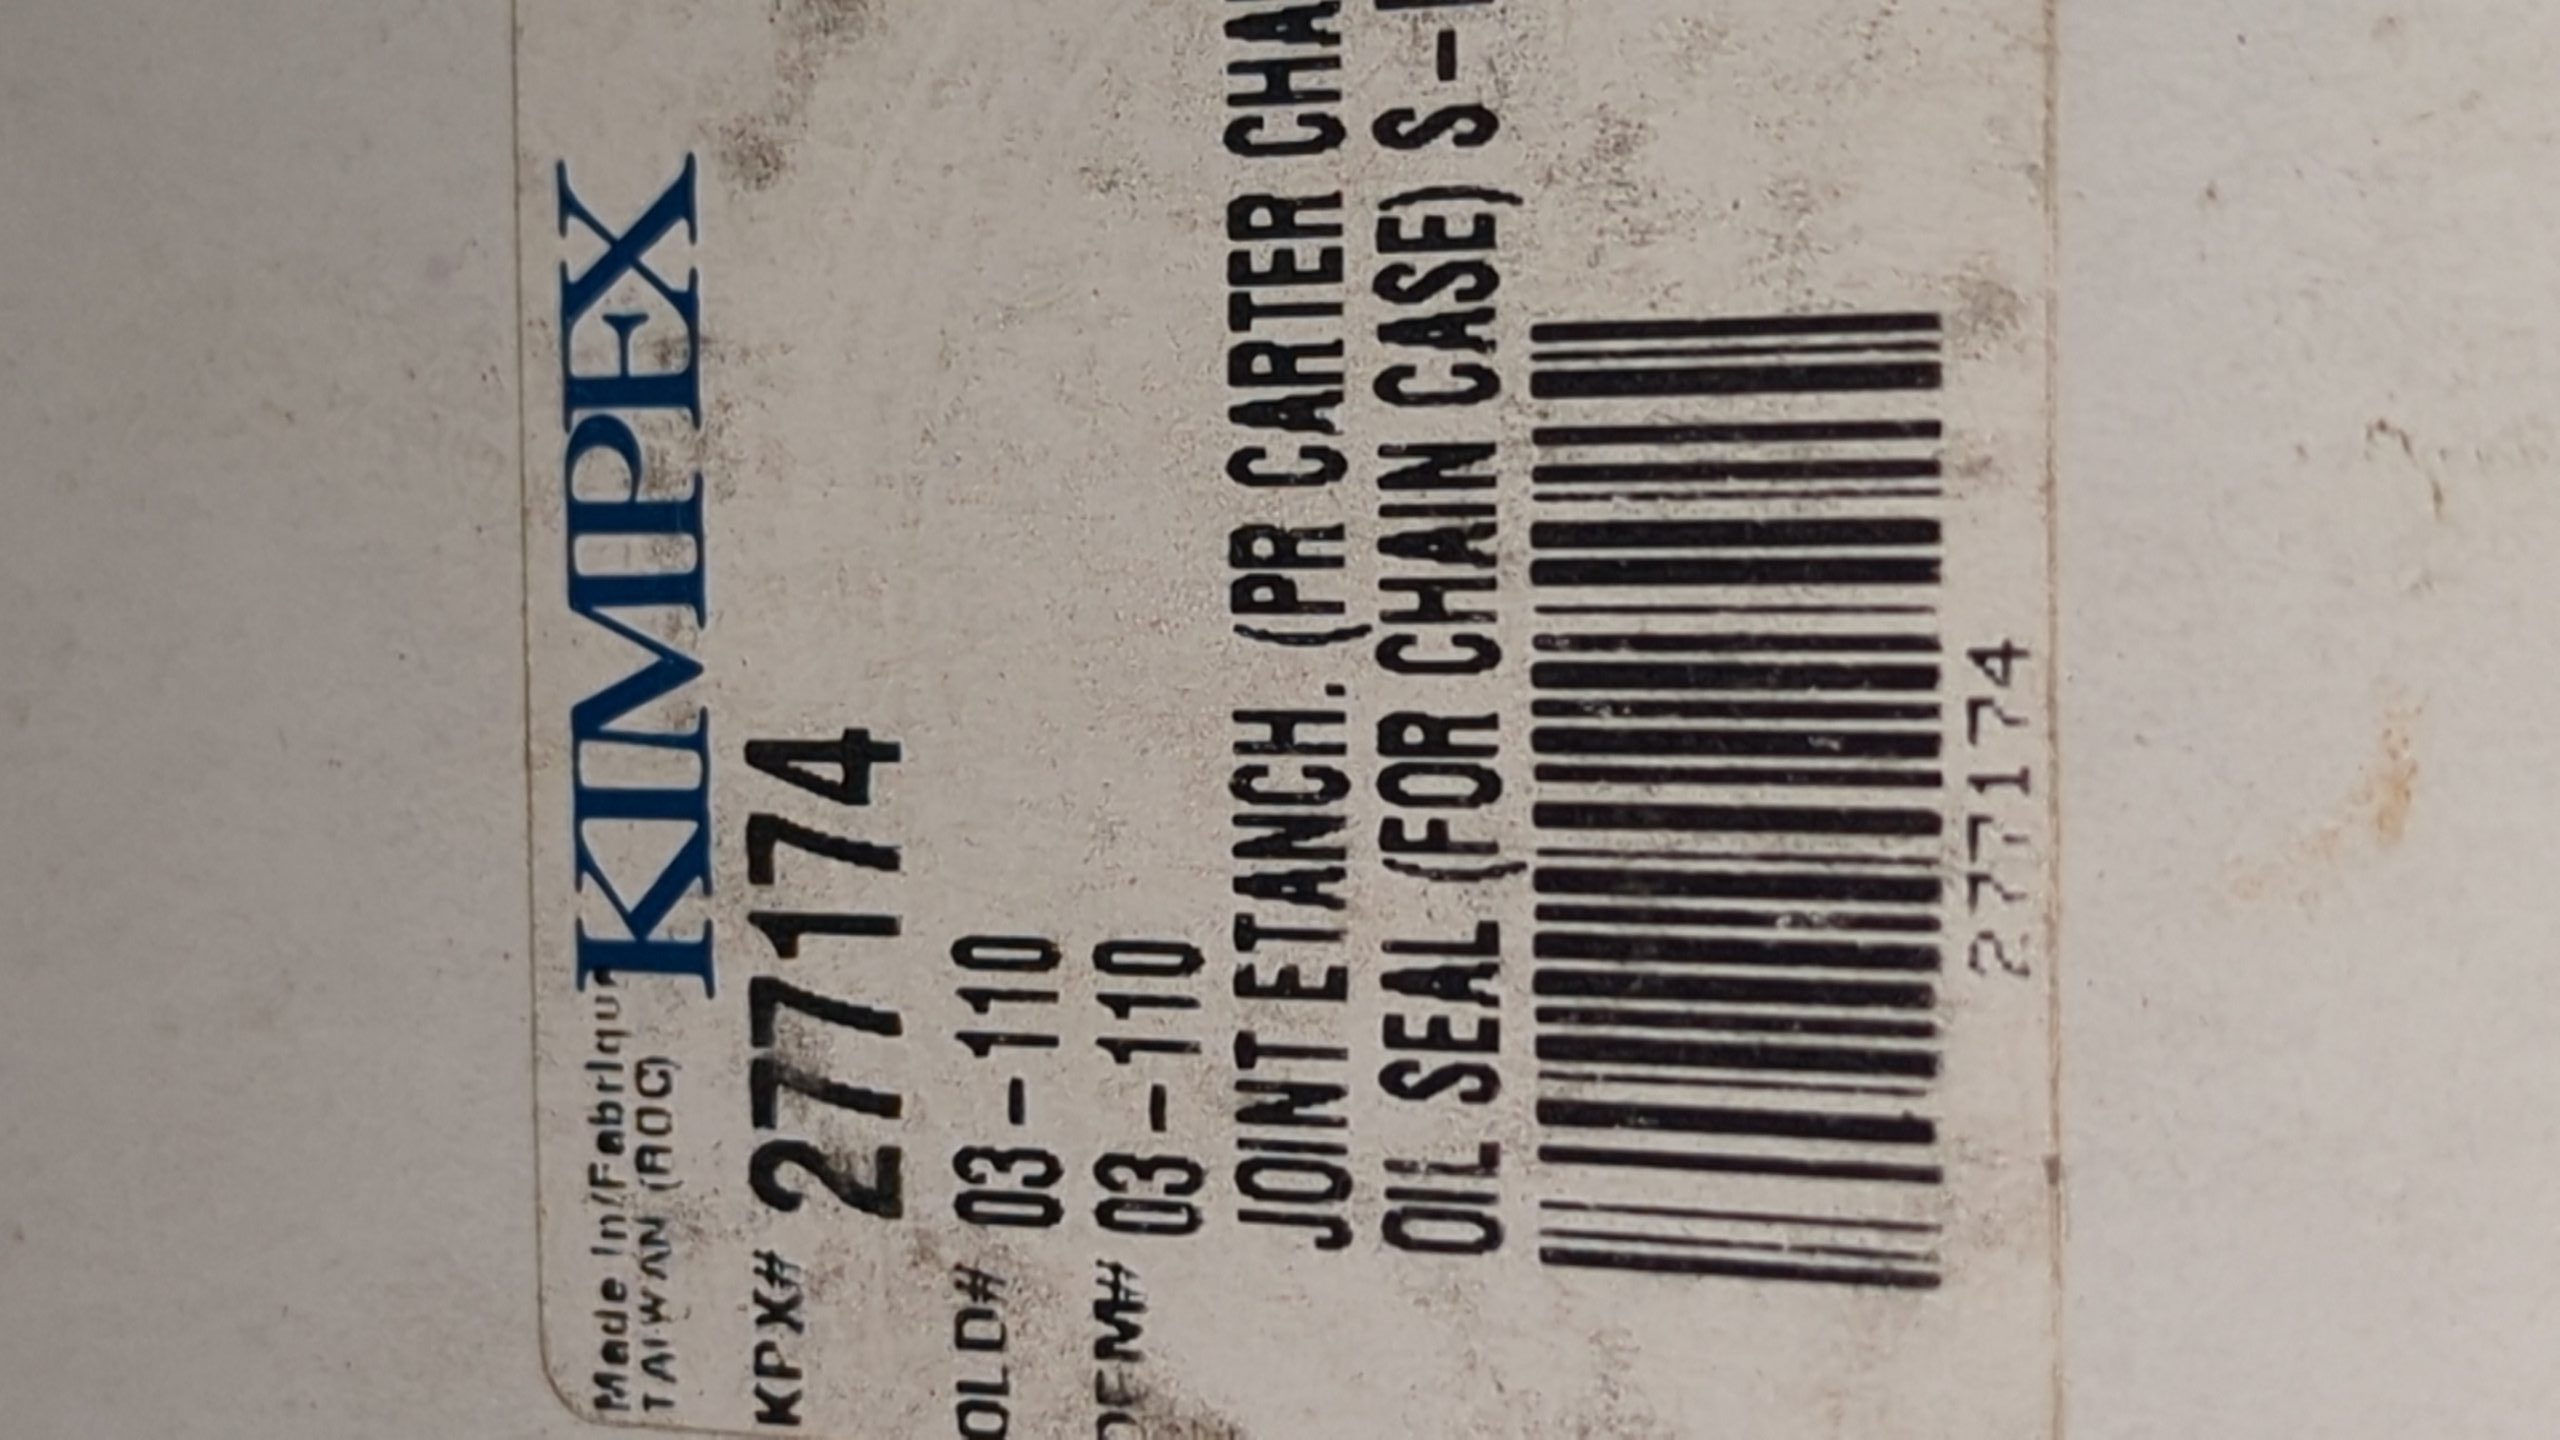 Made In/Fabrique
TAIWAN (ROC)
KIMPEX
KPX# 277174
OLD# 03-110
OEM# 03-110
JOINT ETANCH. (PR CARTER CHA
OIL SEAL (FOR CHAIN CASE) S-
277174